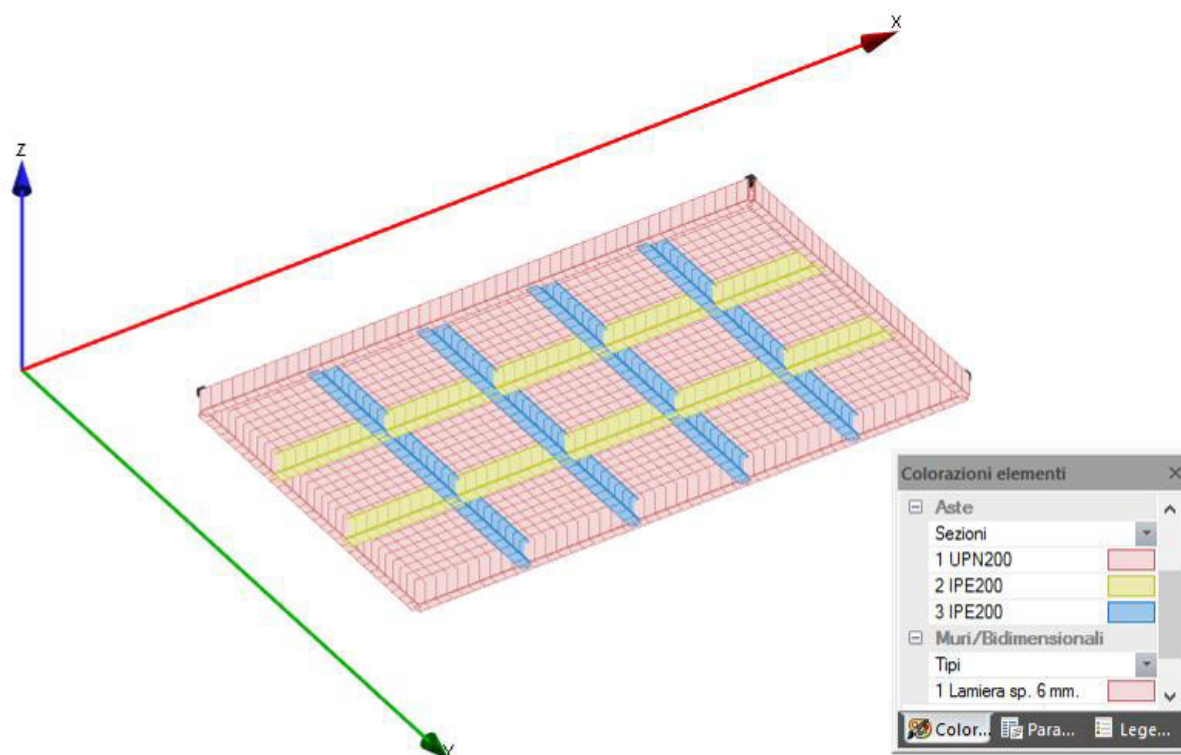 X
Z
Y
Colorazioni elementi
Aste
Sezioni
1 UPN200
2 IPE200
3 IPE200
Muri/Bidimensionali
Tipi
1 Lamiera sp. 6 mm.
Color... Para... Lege...